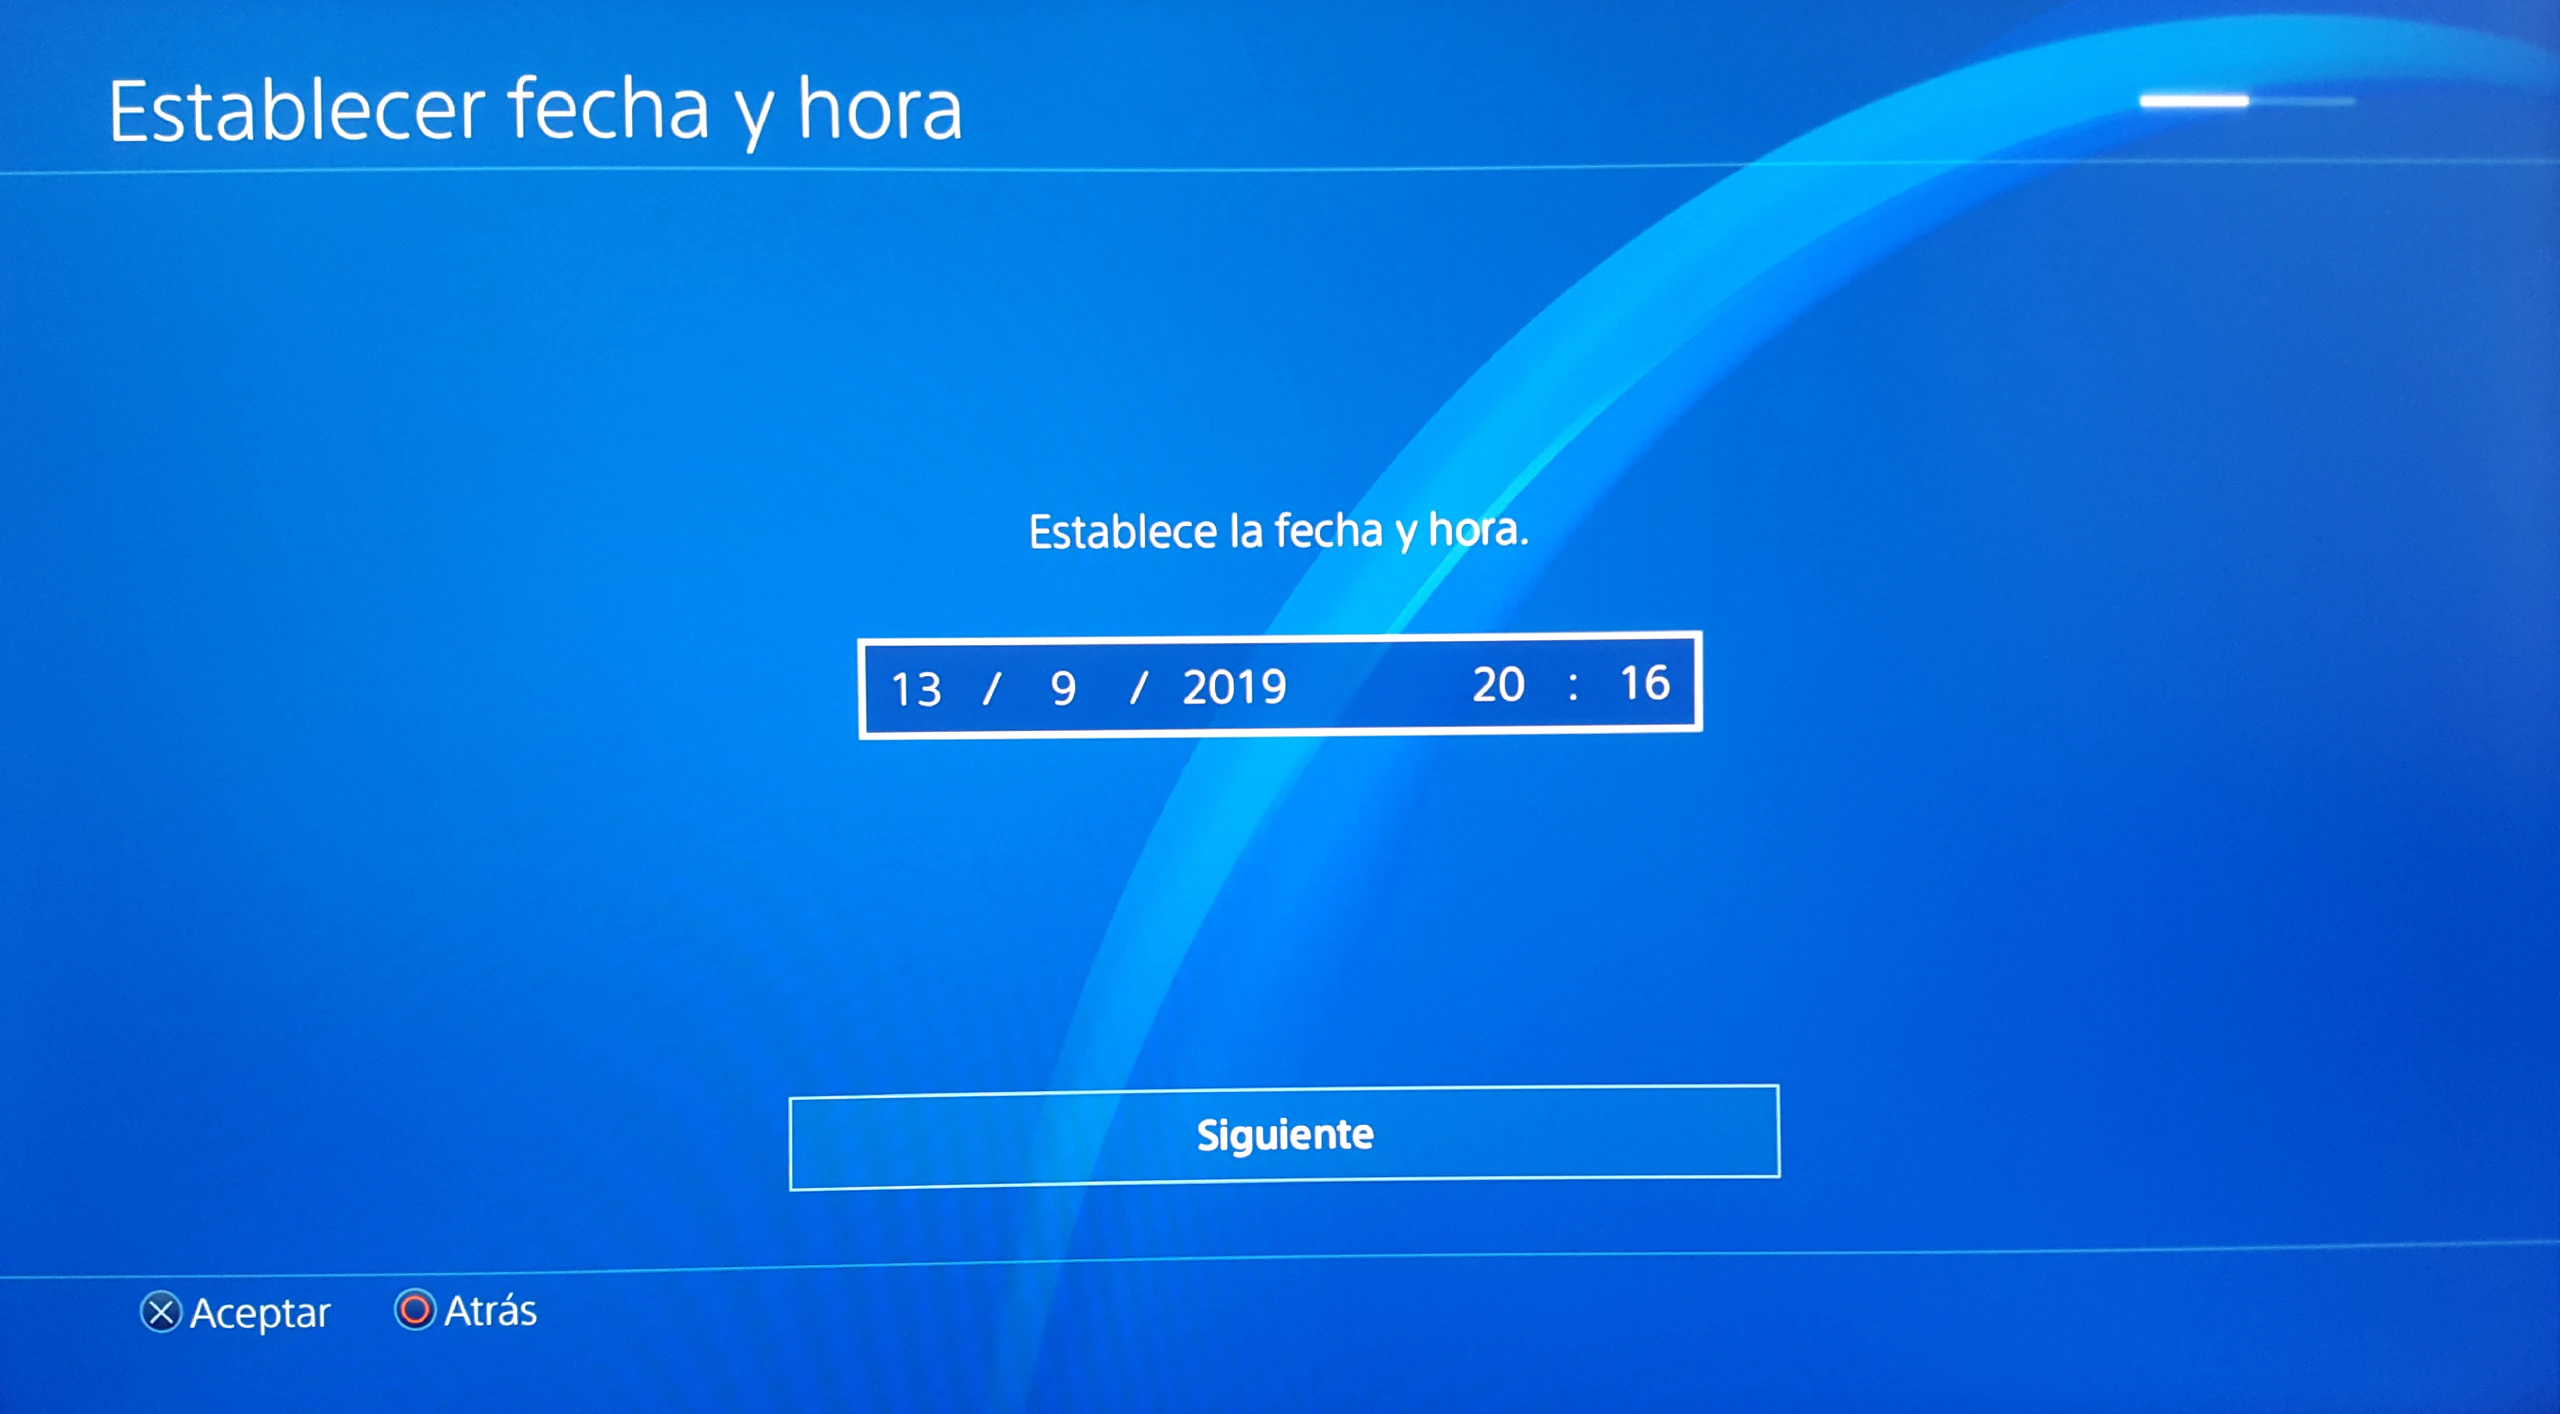 Establecer fecha y hora
Establece la fecha y hora.
13 / 9 / 2019 20 : 16
Siguiente
Aceptar Atrás